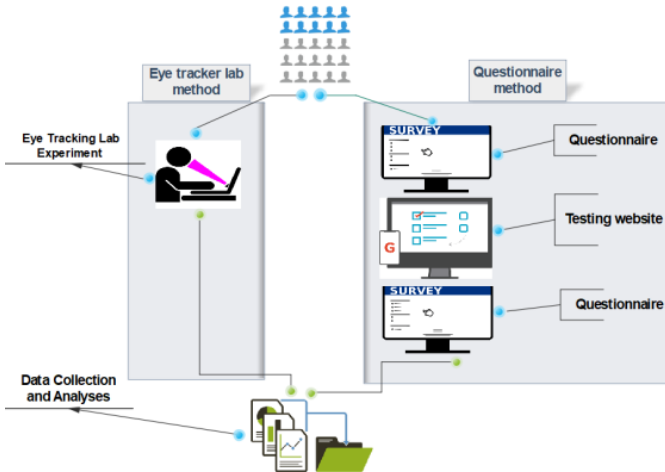 Eye tracker lab
method
Questionnaire
method
Eye Tracking Lab
Experiment
SURVEY
Questionnaire
G
Testing website
SURVEY
Questionnaire
Data Collection
and Analyses